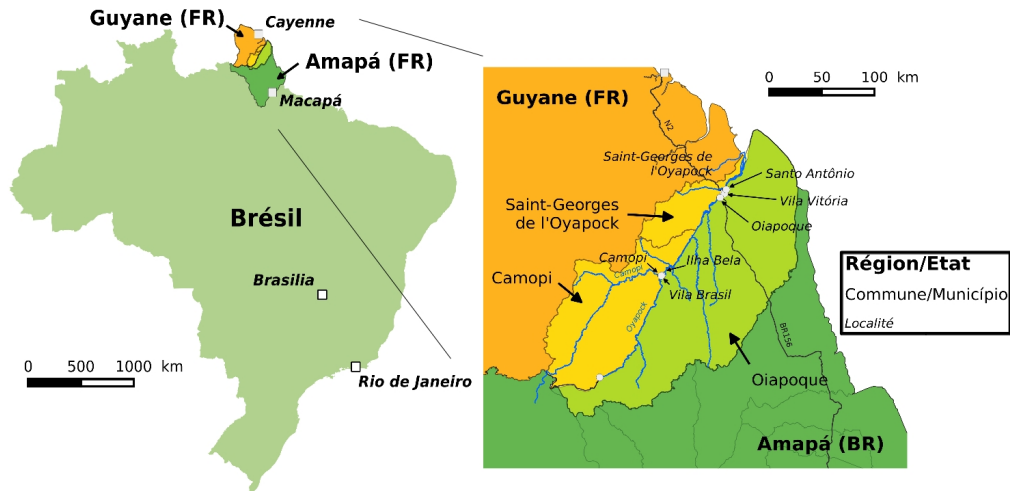 Guyane (FR)
Cayenne
Amapá (FR)
Macapá
Brésil
Brasilia
Rio de Janeiro
0 500 1000 km
0 50 100 km
Guyane (FR)
N2
Saint-Georges de
l'Oyapock
Santo Antônio
Vila Vitória
Oiapoque
Saint-Georges
de l'Oyapock
Camopi
Ilha Bela
Camopi
Camopi
Vila Brasil
Oyapock
BR156
Oiapoque
Amapá (BR)
Région/Etat
Commune/Município
Localité